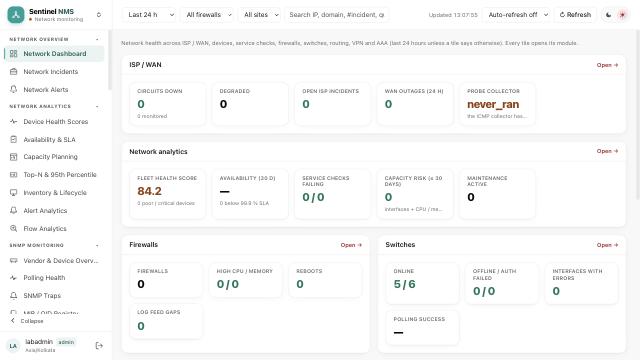 Sentinel NMS
Network monitoring
Last 24 h
All firewalls
All sites
Search IP, domain, #incident, qu
Updated 13:07:55
Auto-refresh off
Refresh
NETWORK OVERVIEW
Network Dashboard
Network Incidents
Network Alerts
NETWORK ANALYTICS
Device Health Scores
Availability & SLA
Capacity Planning
Top-N & 95th Percentile
Inventory & Lifecycle
Alert Analytics
Flow Analytics
SNMP MONITORING
Vendor & Device Overv...
Polling Health
SNMP Traps
MIB / OID Registry
Collapse
LA
labadmin admin
Asia/Kolkata
Network health across ISP / WAN, devices, service checks, firewalls, switches, routing, VPN and AAA (last 24 hours unless a tile says otherwise). Every tile opens its module.
ISP / WAN
Open →
CIRCUITS DOWN
0
0 monitored
DEGRADED
0
OPEN ISP INCIDENTS
0
WAN OUTAGES (24 H)
0
PROBE COLLECTOR
never_ran
the ICMP collector has...
Network analytics
Open →
FLEET HEALTH SCORE
84.2
0 poor / critical devices
AVAILABILITY (20 D)
—
0 below 99.9 % SLA
SERVICE CHECKS FAILING
0 / 0
CAPACITY RISK (≤ 30 DAYS)
0
interfaces + CPU / me...
MAINTENANCE ACTIVE
0
Firewalls
Open →
FIREWALLS
0
HIGH CPU / MEMORY
0 / 0
REBOOTS
0
LOG FEED GAPS
0
Switches
Open →
ONLINE
5 / 6
OFFLINE / AUTH FAILED
0 / 0
INTERFACES WITH ERRORS
0
POLLING SUCCESS
—